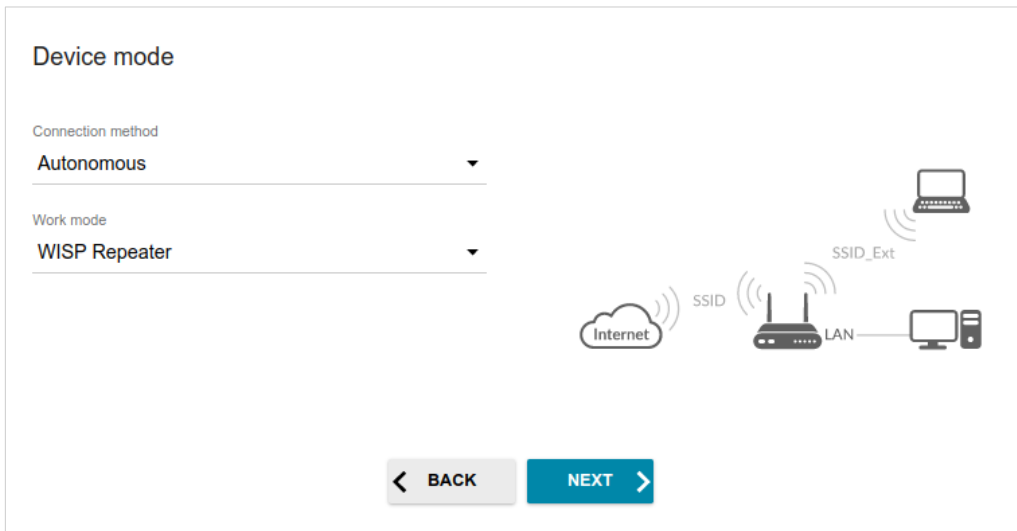 Device mode
Connection method
Autonomous
Work mode
WISP Repeater
SSID_Ext
SSID
Internet
LAN
BACK
NEXT